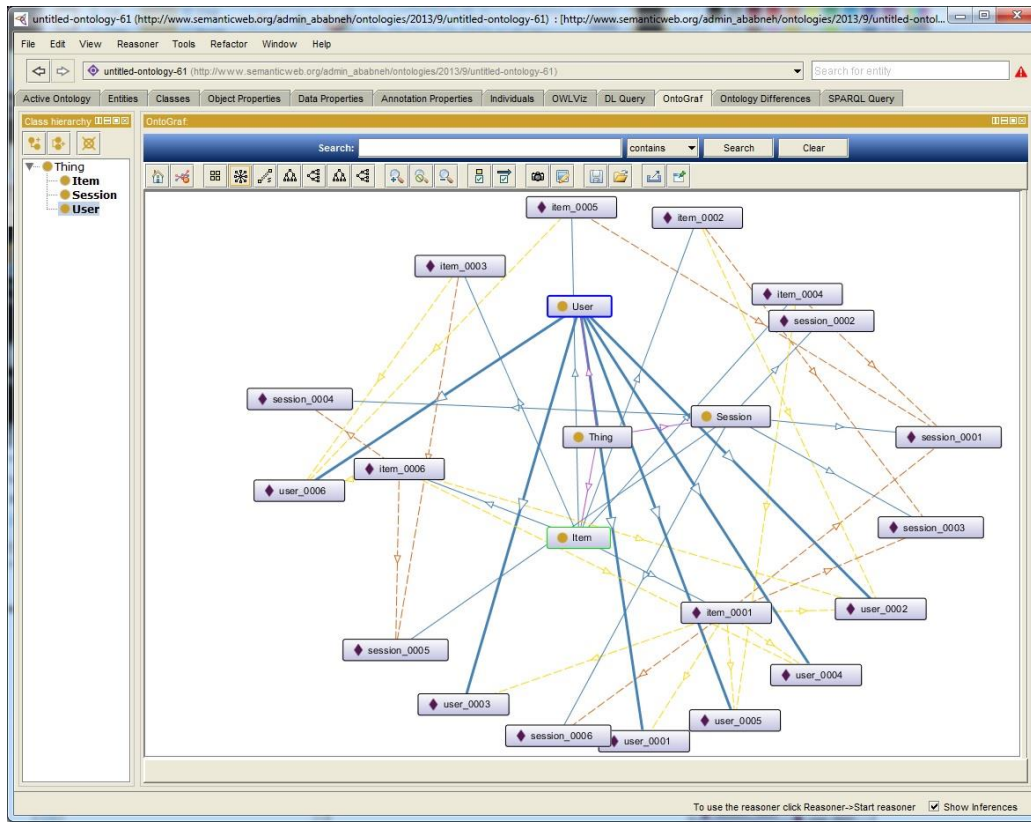 untitled-ontology-61 (http://www.semanticweb.org/admin_ababneh/ontologies/2013/9/untitled-ontology-61) : [http://www.semanticweb.org/admin_ababneh/ontologies/2013/9/untitled-ontol...
File Edit View Reasoner Tools Refactor Window Help
untitled-ontology-61 (http://www.semanticweb.org/admin_ababneh/ontologies/2013/9/untitled-ontology-61) Search for entity
Active Ontology Entities Classes Object Properties Data Properties Annotation Properties Individuals OWLViz DL Query OntoGraf Ontology Differences SPARQL Query
Class hierarchy OntoGraf:
Search: contains Search Clear
Thing
Item
Session
User
item_0005
item_0002
item_0003
item_0004
User
session_0002
session_0004
Session
Thing
session_0001
item_0006
user_0006
session_0003
Item
item_0001
user_0002
session_0005
user_0004
user_0003
user_0005
session_0006
user_0001
To use the reasoner click Reasoner->Start reasoner Show Inferences